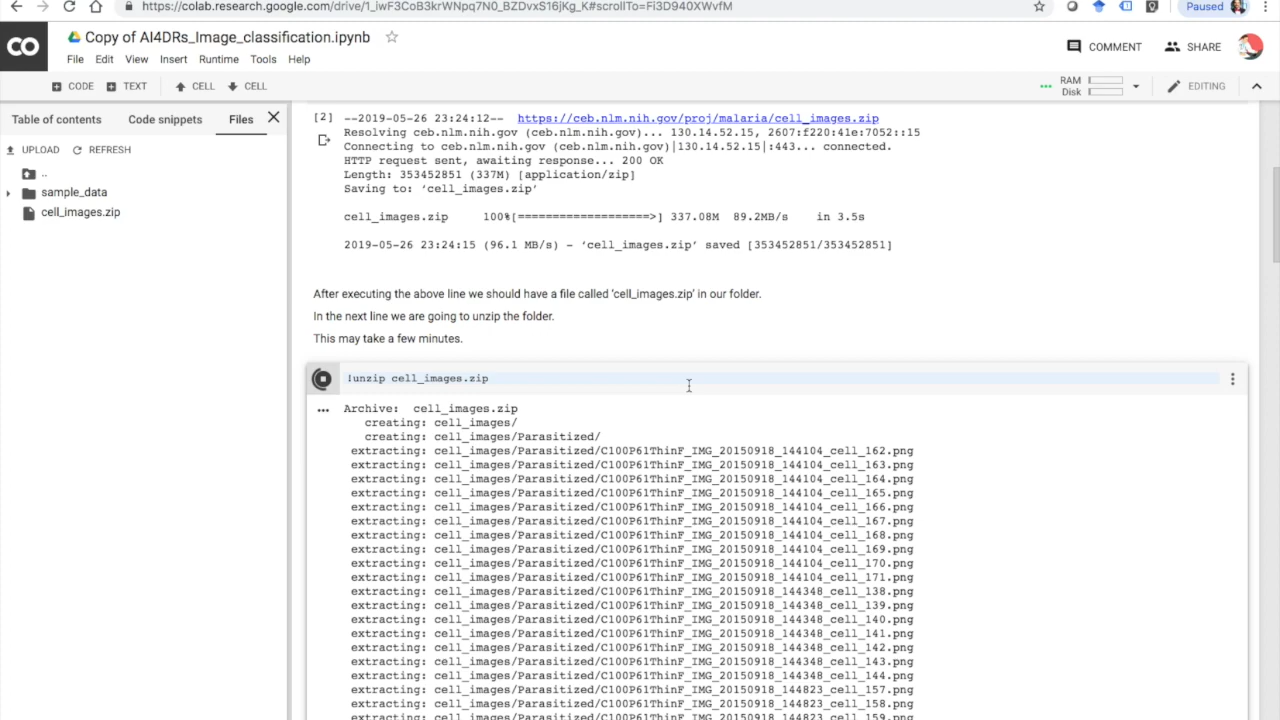 https://colab.research.google.com/drive/1_iwF3CoB3krWNpq7N0_BZDvxS16jKg_K#scrollTo=Fi3D940XWvfM
Paused
CO
Copy of AI4DRs_Image_classification.ipynb
File Edit View Insert Runtime Tools Help
COMMENT
SHARE
CODE TEXT CELL CELL
RAM
Disk
EDITING
Table of contents Code snippets Files
UPLOAD REFRESH
..
sample_data
cell_images.zip
[2] --2019-05-26 23:24:12-- https://ceb.nlm.nih.gov/proj/malaria/cell_images.zip
Resolving ceb.nlm.nih.gov (ceb.nlm.nih.gov)... 130.14.52.15, 2607:f220:41e:7052::15
Connecting to ceb.nlm.nih.gov (ceb.nlm.nih.gov)|130.14.52.15|:443... connected.
HTTP request sent, awaiting response... 200 OK
Length: 353452851 (337M) [application/zip]
Saving to: ‘cell_images.zip’
cell_images.zip 100%[===================>] 337.08M 89.2MB/s in 3.5s
2019-05-26 23:24:15 (96.1 MB/s) - ‘cell_images.zip’ saved [353452851/353452851]
After executing the above line we should have a file called ‘cell_images.zip’ in our folder.
In the next line we are going to unzip the folder.
This may take a few minutes.
!unzip cell_images.zip
Archive: cell_images.zip
creating: cell_images/
creating: cell_images/Parasitized/
extracting: cell_images/Parasitized/C100P61ThinF_IMG_20150918_144104_cell_162.png
extracting: cell_images/Parasitized/C100P61ThinF_IMG_20150918_144104_cell_163.png
extracting: cell_images/Parasitized/C100P61ThinF_IMG_20150918_144104_cell_164.png
extracting: cell_images/Parasitized/C100P61ThinF_IMG_20150918_144104_cell_165.png
extracting: cell_images/Parasitized/C100P61ThinF_IMG_20150918_144104_cell_166.png
extracting: cell_images/Parasitized/C100P61ThinF_IMG_20150918_144104_cell_167.png
extracting: cell_images/Parasitized/C100P61ThinF_IMG_20150918_144104_cell_168.png
extracting: cell_images/Parasitized/C100P61ThinF_IMG_20150918_144104_cell_169.png
extracting: cell_images/Parasitized/C100P61ThinF_IMG_20150918_144104_cell_170.png
extracting: cell_images/Parasitized/C100P61ThinF_IMG_20150918_144104_cell_171.png
extracting: cell_images/Parasitized/C100P61ThinF_IMG_20150918_144348_cell_138.png
extracting: cell_images/Parasitized/C100P61ThinF_IMG_20150918_144348_cell_139.png
extracting: cell_images/Parasitized/C100P61ThinF_IMG_20150918_144348_cell_140.png
extracting: cell_images/Parasitized/C100P61ThinF_IMG_20150918_144348_cell_141.png
extracting: cell_images/Parasitized/C100P61ThinF_IMG_20150918_144348_cell_142.png
extracting: cell_images/Parasitized/C100P61ThinF_IMG_20150918_144348_cell_143.png
extracting: cell_images/Parasitized/C100P61ThinF_IMG_20150918_144348_cell_144.png
extracting: cell_images/Parasitized/C100P61ThinF_IMG_20150918_144823_cell_157.png
extracting: cell_images/Parasitized/C100P61ThinF_IMG_20150918_144823_cell_158.png
extracting: cell_images/Parasitized/C100P61ThinF_IMG_20150918_144823_cell_159.png